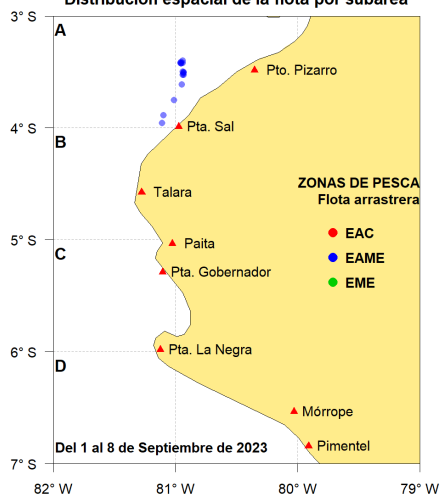 Distribución espacial de la flota por subárea
3° S
A
Pto. Pizarro
4° S
Pta. Sal
B
ZONAS DE PESCA
Flota arrastrera
Talara
EAC
5° S
Paita
C
EAME
Pta. Gobernador
EME
6° S
Pta. La Negra
D
Mórrope
Del 1 al 8 de Septiembre de 2023
Pimentel
7° S
82° W
81° W
80° W
79° W